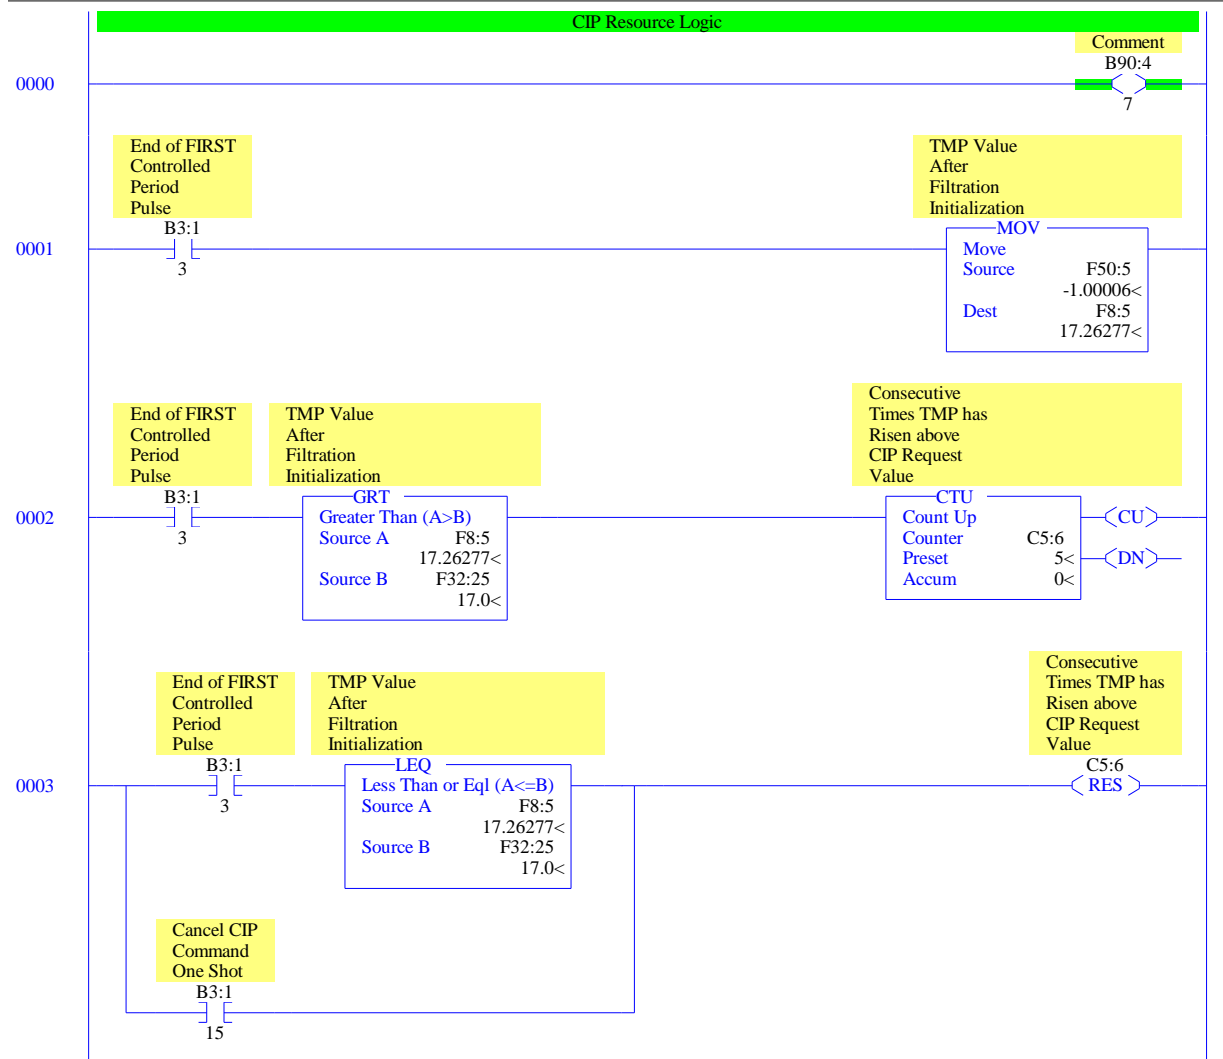 CIP Resource Logic
Comment
B90:4
0000
7
End of FIRST
Controlled
Period
Pulse
B3:1
3
TMP Value
After
Filtration
Initialization
0001
MOV
Move
Source F50:5
-1.00006<
Dest F8:5
17.26277<
End of FIRST
Controlled
Period
Pulse
B3:1
3
TMP Value
After
Filtration
Initialization
Consecutive
Times TMP has
Risen above
CIP Request
Value
0002
GRT
Greater Than (A>B)
Source A F8:5
17.26277<
Source B F32:25
17.0<
CTU
Count Up
Counter C5:6
Preset 5<
Accum 0<
CU
DN
End of FIRST
Controlled
Period
Pulse
B3:1
3
TMP Value
After
Filtration
Initialization
Consecutive
Times TMP has
Risen above
CIP Request
Value
C5:6
0003
LEQ
Less Than or Eql (A<=B)
Source A F8:5
17.26277<
Source B F32:25
17.0<
RES
Cancel CIP
Command
One Shot
B3:1
15